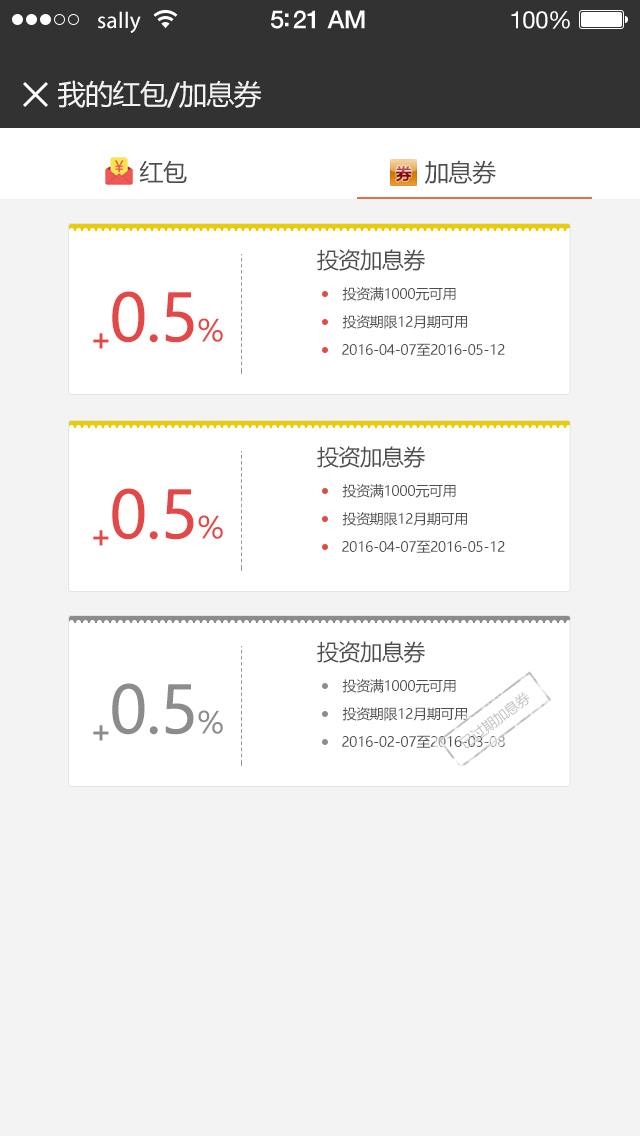 sally 5:21 AM 100%
我的红包/加息券
¥ 红包 券 加息券
投资加息券
+0.5%
投资满1000元可用
投资期限12月期可用
2016-04-07至2016-05-12
投资加息券
+0.5%
投资满1000元可用
投资期限12月期可用
2016-04-07至2016-05-12
投资加息券
+0.5%
投资满1000元可用
投资期限12月期可用
2016-02-07至2016-03-08
已过期加息券